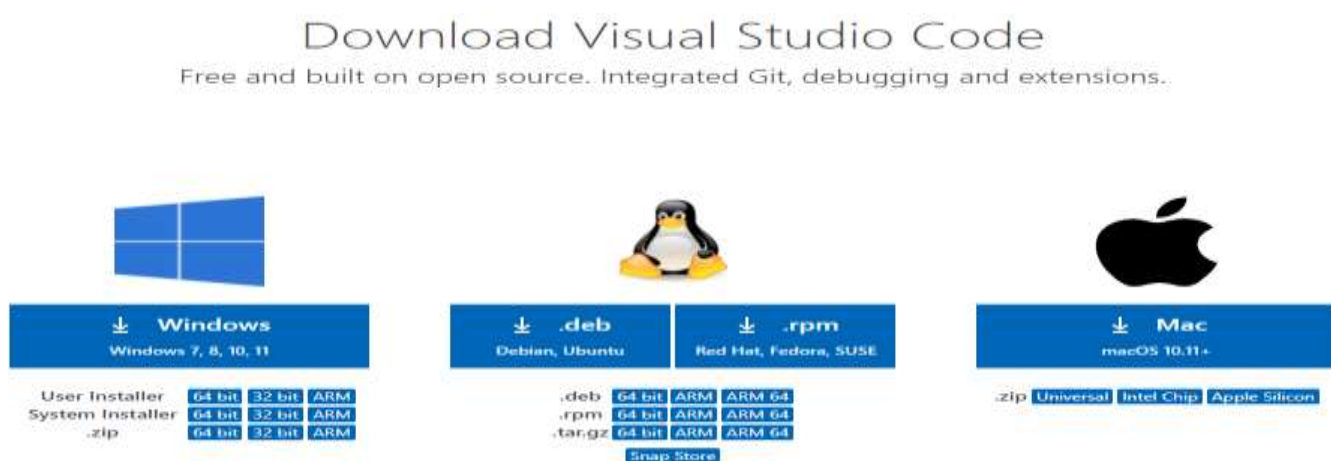 Download Visual Studio Code
Free and built on open source. Integrated Git, debugging and extensions.
Windows
Windows 7, 8, 10, 11
User Installer 64 bit 32 bit ARM
System Installer 64 bit 32 bit ARM
.zip 64 bit 32 bit ARM
.deb
Debian, Ubuntu
.rpm
Red Hat, Fedora, SUSE
.deb 64 bit ARM ARM 64
.rpm 64 bit ARM ARM 64
.tar.gz 64 bit ARM ARM 64
Snap Store
Mac
macOS 10.11+
.zip Universal Intel Chip Apple Silicon